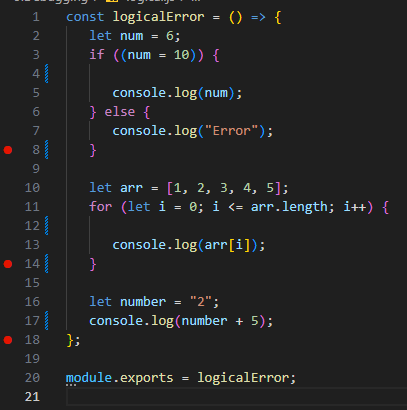 1 const logicalError = () => {
2 let num = 6;
3 if ((num = 10)) {
4
5 console.log(num);
6 } else {
7 console.log("Error");
8 }
9
10 let arr = [1, 2, 3, 4, 5];
11 for (let i = 0; i <= arr.length; i++) {
12
13 console.log(arr[i]);
14 }
15
16 let number = "2";
17 console.log(number + 5);
18 };
19
20 module.exports = logicalError;
21